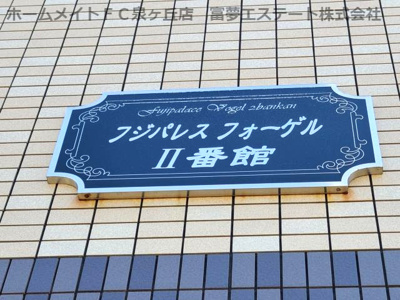 ホームメイトFC泉ヶ丘店　富夢エステート株式会社
Fujipalace Vogel 2bankan
フジパレス フォーゲル
II番館